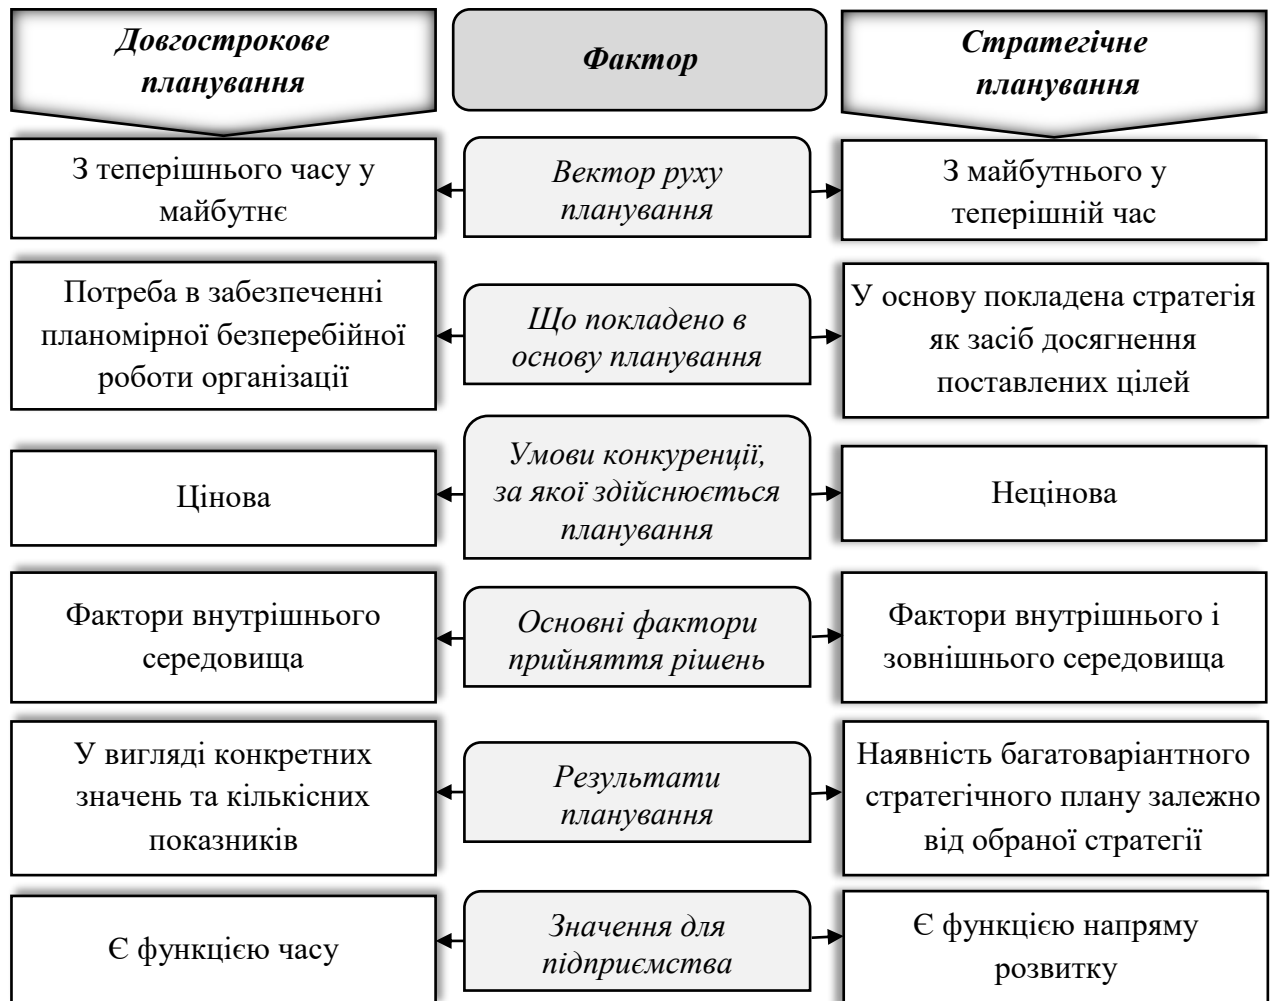 Довгострокове
планування
Фактор
Стратегічне
планування
З теперішнього часу у
майбутнє
Вектор руху
планування
З майбутнього у
теперішній час
Потреба в забезпеченні
планомірної безперебійної
роботи організації
Що покладено в
основу планування
У основу покладена стратегія
як засіб досягнення
поставлених цілей
Цінова
Умови конкуренції,
за якої здійснюється
планування
Нецінова
Фактори внутрішнього
середовища
Основні фактори
прийняття рішень
Фактори внутрішнього і
зовнішнього середовища
У вигляді конкретних
значень та кількісних
показників
Результати
планування
Наявність багатоваріантного
стратегічного плану залежно
від обраної стратегії
Є функцією часу
Значення для
підприємства
Є функцією напряму
розвитку